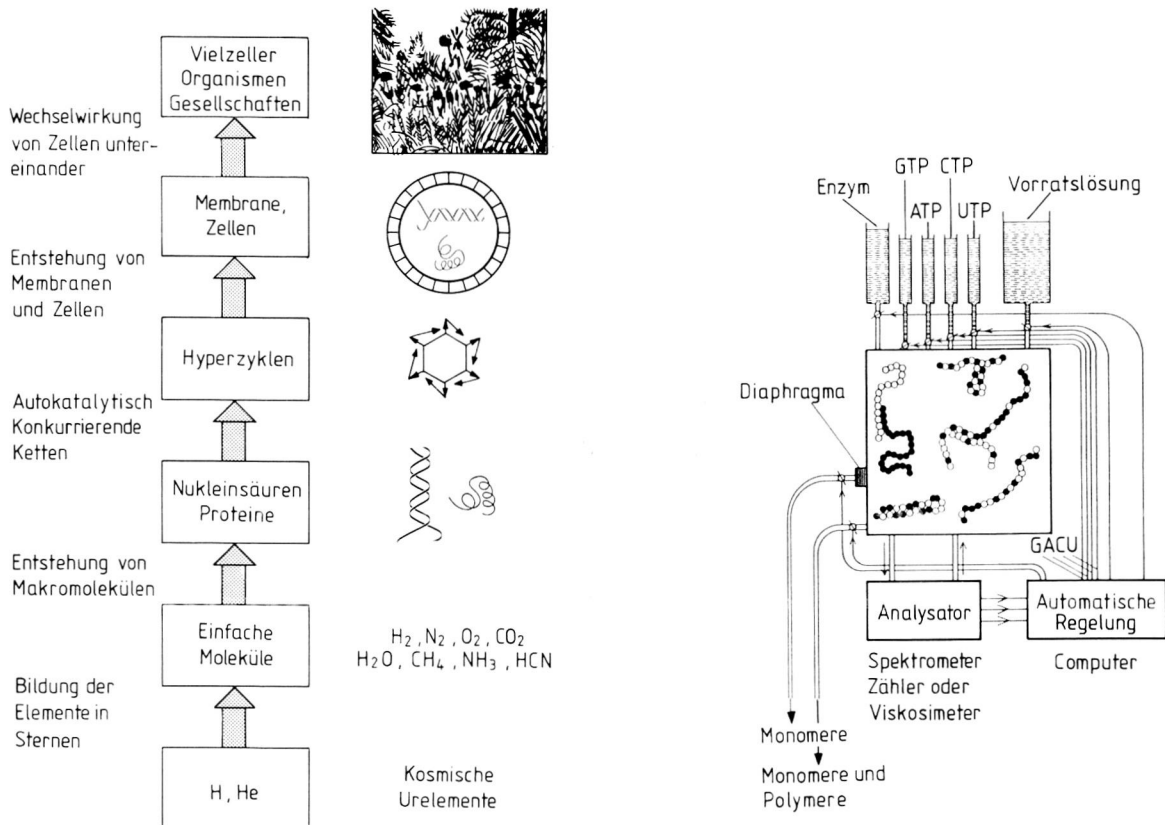 Vielzeller
Organismen
Gesellschaften
Wechselwirkung
von Zellen unter-
einander
Membrane,
Zellen
Entstehung von
Membranen
und Zellen
Hyperzyklen
Autokatalytisch
Konkurrierende
Ketten
Nukleinsäuren
Proteine
Entstehung von
Makromolekülen
Einfache
Moleküle
H₂, N₂, O₂, CO₂
H₂O, CH₄, NH₃, HCN
Bildung der
Elemente in
Sternen
H, He
Kosmische
Urelemente
GTP CTP
Enzym
Vorratslösung
ATP UTP
Diaphragma
GACU
Analysator
Automatische
Regelung
Spektrometer
Zähler oder
Viskosimeter
Computer
Monomere
Monomere und
Polymere